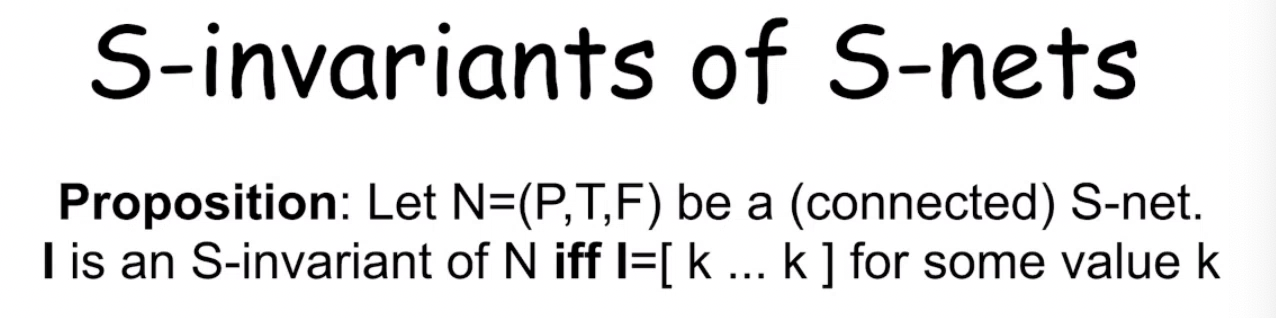 S-invariants of S-nets
Proposition: Let N=(P,T,F) be a (connected) S-net.
I is an S-invariant of N iff I=[ k ... k ] for some value k